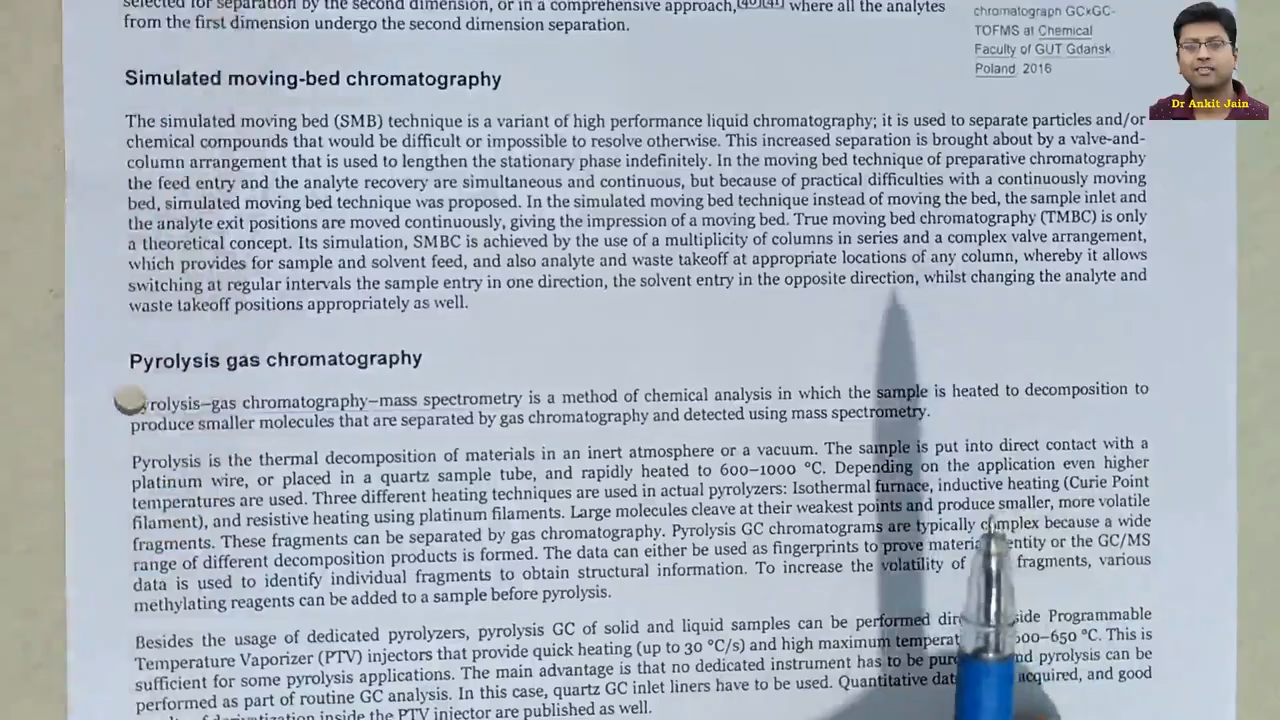 selected for separation by the second dimension, or in a comprehensive approach,[40][41] where all the analytes
from the first dimension undergo the second dimension separation.
chromatograph GCxGC-
TOFMS at Chemical
Faculty of GUT Gdańsk
Poland, 2016
Dr Ankit Jain
Simulated moving-bed chromatography
The simulated moving bed (SMB) technique is a variant of high performance liquid chromatography; it is used to separate particles and/or
chemical compounds that would be difficult or impossible to resolve otherwise. This increased separation is brought about by a valve-and-
column arrangement that is used to lengthen the stationary phase indefinitely. In the moving bed technique of preparative chromatography
the feed entry and the analyte recovery are simultaneous and continuous, but because of practical difficulties with a continuously moving
bed, simulated moving bed technique was proposed. In the simulated moving bed technique instead of moving the bed, the sample inlet and
the analyte exit positions are moved continuously, giving the impression of a moving bed. True moving bed chromatography (TMBC) is only
a theoretical concept. Its simulation, SMBC is achieved by the use of a multiplicity of columns in series and a complex valve arrangement,
which provides for sample and solvent feed, and also analyte and waste takeoff at appropriate locations of any column, whereby it allows
switching at regular intervals the sample entry in one direction, the solvent entry in the opposite direction, whilst changing the analyte and
waste takeoff positions appropriately as well.
Pyrolysis gas chromatography
yrolysis–gas chromatography–mass spectrometry is a method of chemical analysis in which the sample is heated to decomposition to
produce smaller molecules that are separated by gas chromatography and detected using mass spectrometry.
Pyrolysis is the thermal decomposition of materials in an inert atmosphere or a vacuum. The sample is put into direct contact with a
platinum wire, or placed in a quartz sample tube, and rapidly heated to 600–1000 °C. Depending on the application even higher
temperatures are used. Three different heating techniques are used in actual pyrolyzers: Isothermal furnace, inductive heating (Curie Point
filament), and resistive heating using platinum filaments. Large molecules cleave at their weakest points and produce smaller, more volatile
fragments. These fragments can be separated by gas chromatography. Pyrolysis GC chromatograms are typically complex because a wide
range of different decomposition products is formed. The data can either be used as fingerprints to prove materia entity or the GC/MS
data is used to identify individual fragments to obtain structural information. To increase the volatility of fragments, various
methylating reagents can be added to a sample before pyrolysis.
Besides the usage of dedicated pyrolyzers, pyrolysis GC of solid and liquid samples can be performed dir side Programmable
Temperature Vaporizer (PTV) injectors that provide quick heating (up to 30 °C/s) and high maximum temperat 00–650 °C. This is
sufficient for some pyrolysis applications. The main advantage is that no dedicated instrument has to be pur nd pyrolysis can be
performed as part of routine GC analysis. In this case, quartz GC inlet liners have to be used. Quantitative dat acquired, and good
inside the PTV injector are published as well.